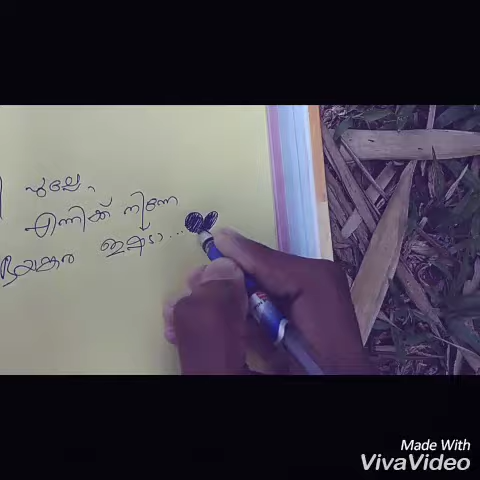 പുല്ലേ,
എന്നിക്ക് നിന്നേ
ഭയങ്കര ഇഷ്ടാ....
Made With
VivaVideo